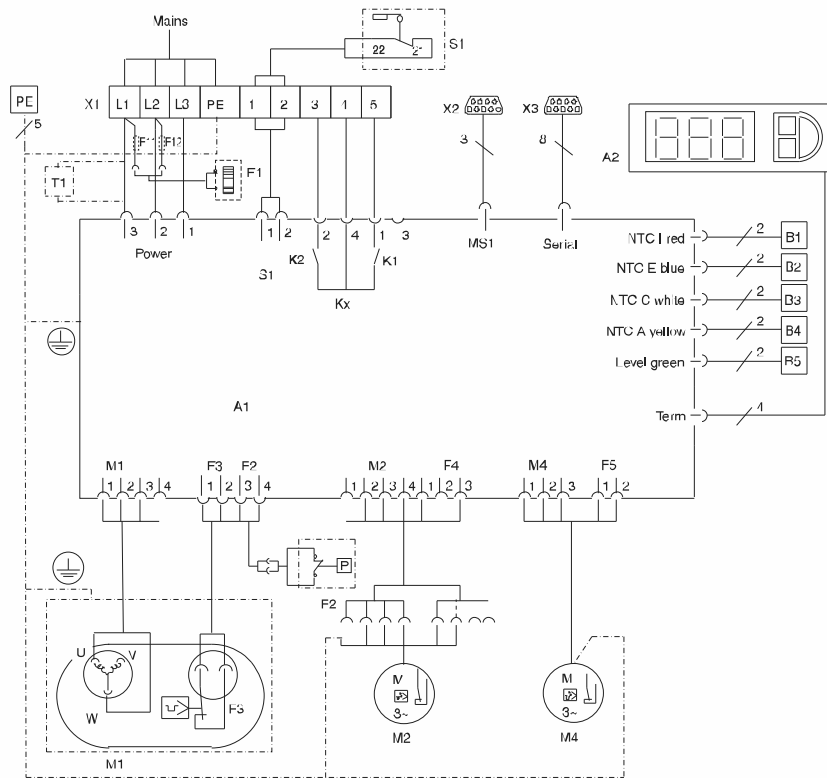 Mains
22 21 S1
PE
X1 L1 L2 L3 PE 1 2 3 4 5
X2 X3
5
F11 F12
3 8
A2
T1
F1
3 2 1
1 2
2 4 1 3
Power
S1
K2 K1
MS1 Serial
Kx
NTC I red 2 B1
NTC E blue 2 B2
NTC C white 2 B3
NTC A yellow 2 B4
Level green 2 B5
A1
Term 4
M1 F3 F2 M2 F4 M4 F5
1 2 3 4 1 2 3 4 1 2 3 4 1 2 3 1 2 3 1 2
P
F2
U V
W
F3
M
3~
M
3~
M1
M2
M4